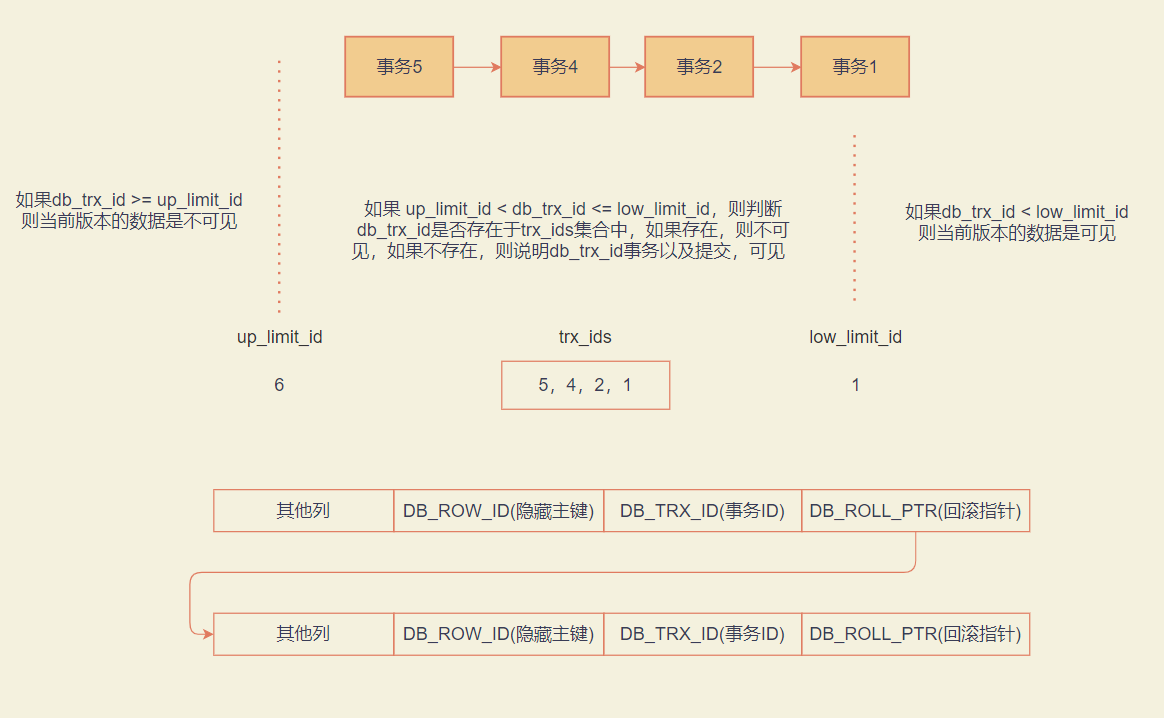 事务5
事务4
事务2
事务1
如果db_trx_id >= up_limit_id
则当前版本的数据是不可见
如果 up_limit_id < db_trx_id <= low_limit_id，则判断
db_trx_id是否存在于trx_ids集合中，如果存在，则不可
见，如果不存在，则说明db_trx_id事务以及提交，可见
如果db_trx_id < low_limit_id
则当前版本的数据是可见
up_limit_id
trx_ids
low_limit_id
6
5，4，2，1
1
其他列
DB_ROW_ID(隐藏主键)
DB_TRX_ID(事务ID)
DB_ROLL_PTR(回滚指针)
其他列
DB_ROW_ID(隐藏主键)
DB_TRX_ID(事务ID)
DB_ROLL_PTR(回滚指针)